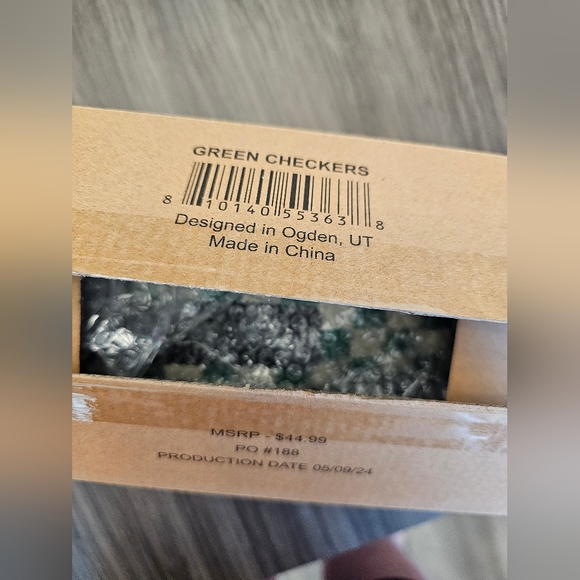 GREEN CHECKERS
8 10140 55363 8
Designed in Ogden, UT
Made in China
MSRP - $44.99
PO #188
PRODUCTION DATE 05/09/24